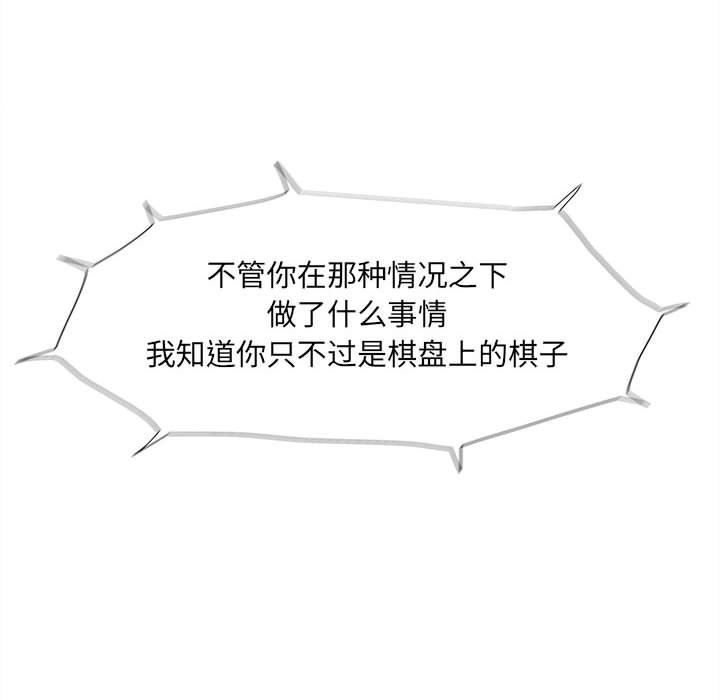 不管你在那种情况之下
做了什么事情
我知道你只不过是棋盘上的棋子